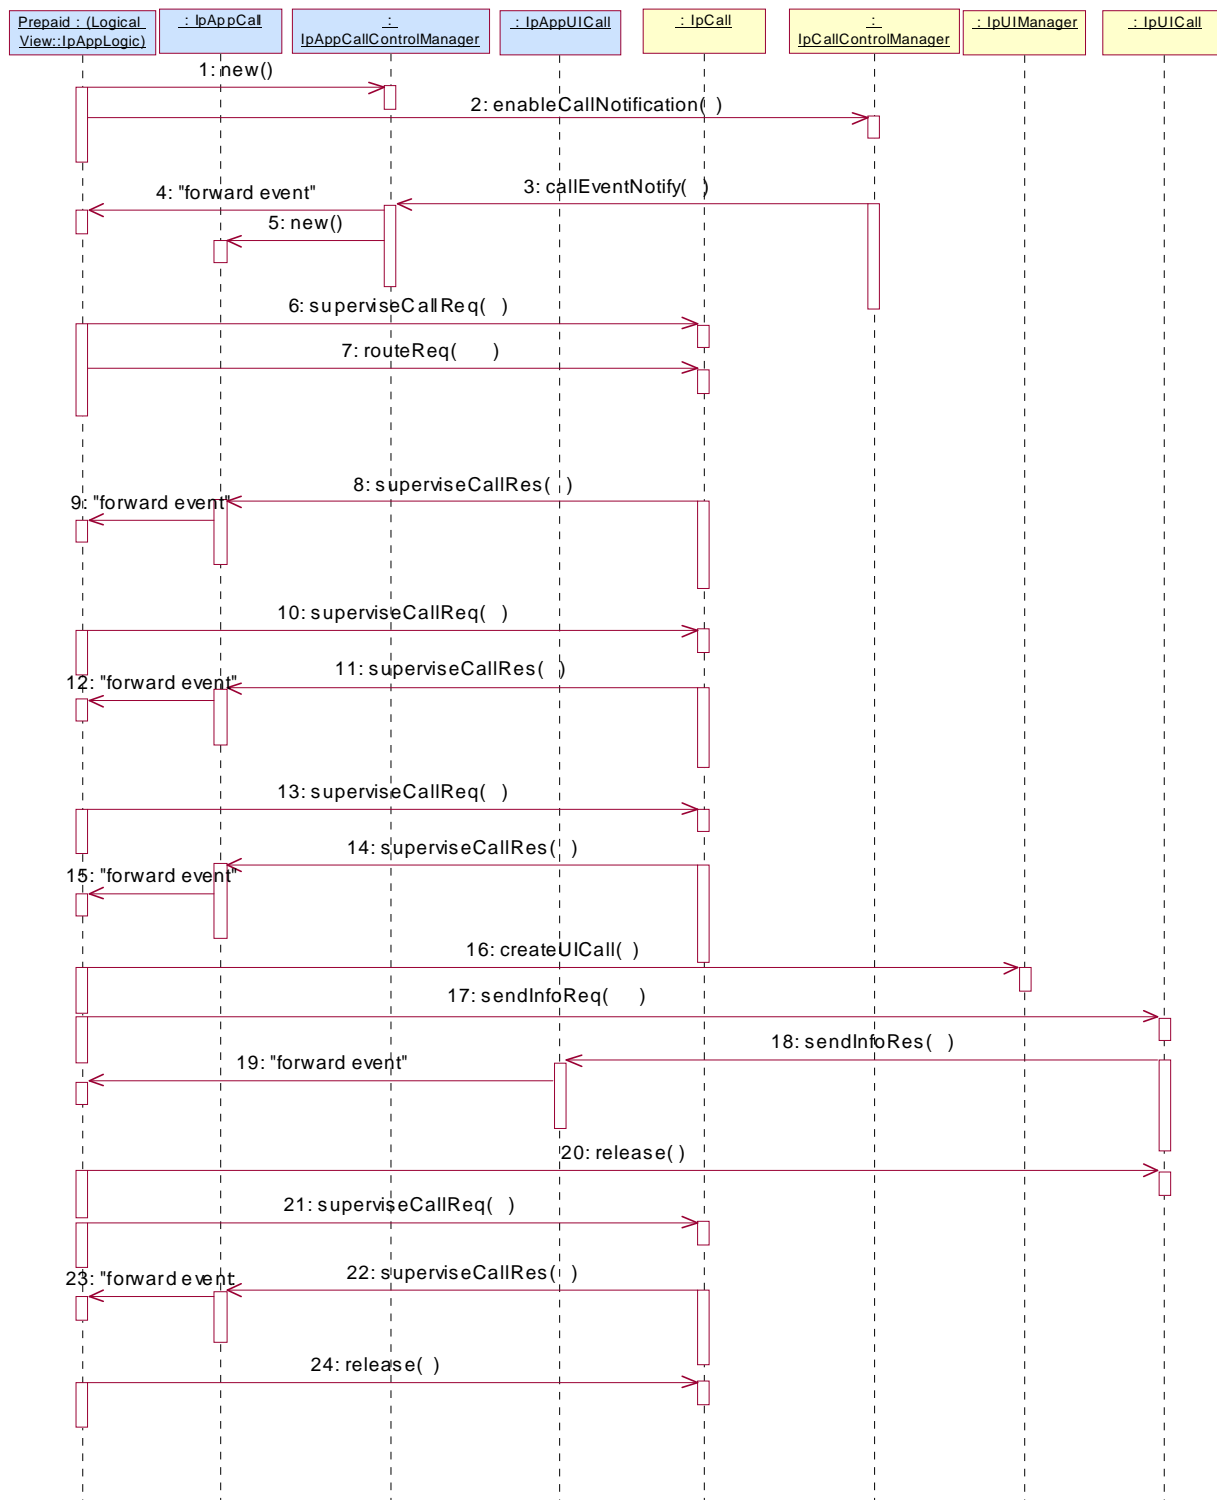 Prepaid : (Logical
View::IpAppLogic)
: IpAppCall
:
IpAppCallControlManager
: IpAppUICall
: IpCall
:
IpCallControlManager
: IpUIManager
: IpUICall
1: new()
2: enableCallNotification( )
3: callEventNotify( )
4: "forward event"
5: new()
6: superviseCallReq( )
7: routeReq( )
8: superviseCallRes( )
9: "forward event"
10: superviseCallReq( )
11: superviseCallRes( )
12: "forward event"
13: superviseCallReq( )
14: superviseCallRes( )
15: "forward event"
16: createUICall( )
17: sendInfoReq( )
18: sendInfoRes( )
19: "forward event"
20: release( )
21: superviseCallReq( )
22: superviseCallRes( )
23: "forward event
24: release( )